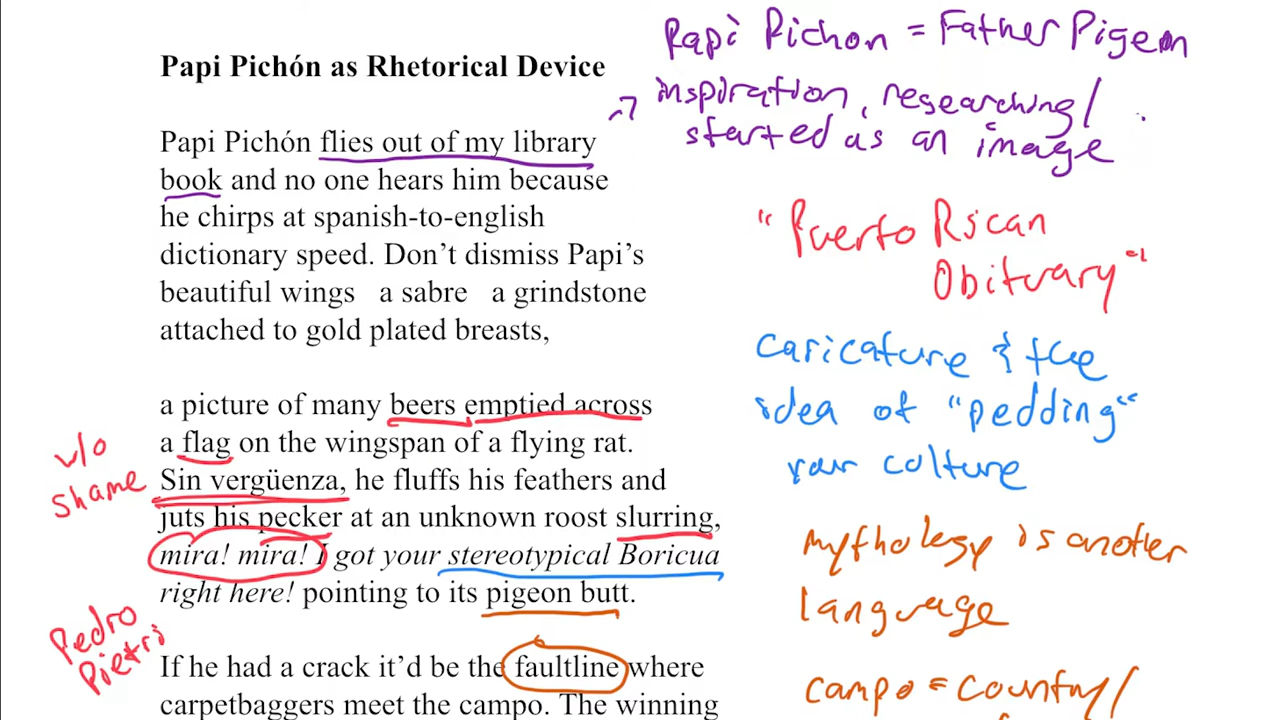 Papi Pichón as Rhetorical Device
Papi Pichón flies out of my library
book and no one hears him because
he chirps at spanish-to-english
dictionary speed. Don’t dismiss Papi’s
beautiful wings a sabre a grindstone
attached to gold plated breasts,
a picture of many beers emptied across
a flag on the wingspan of a flying rat.
Sin vergüenza, he fluffs his feathers and
juts his pecker at an unknown roost slurring,
mira! mira! I got your stereotypical Boricua
right here! pointing to its pigeon butt.
If he had a crack it’d be the faultline where
carpetbaggers meet the campo. The winning
w/o
shame
Pedro
Pietri
Papi Pichon = Father Pigeon
inspiration, researching/
started as an image
"Puerto Rican
Obituary"
caricature & the
idea of "pedding"
your culture
mythology is another
language
campo = country/